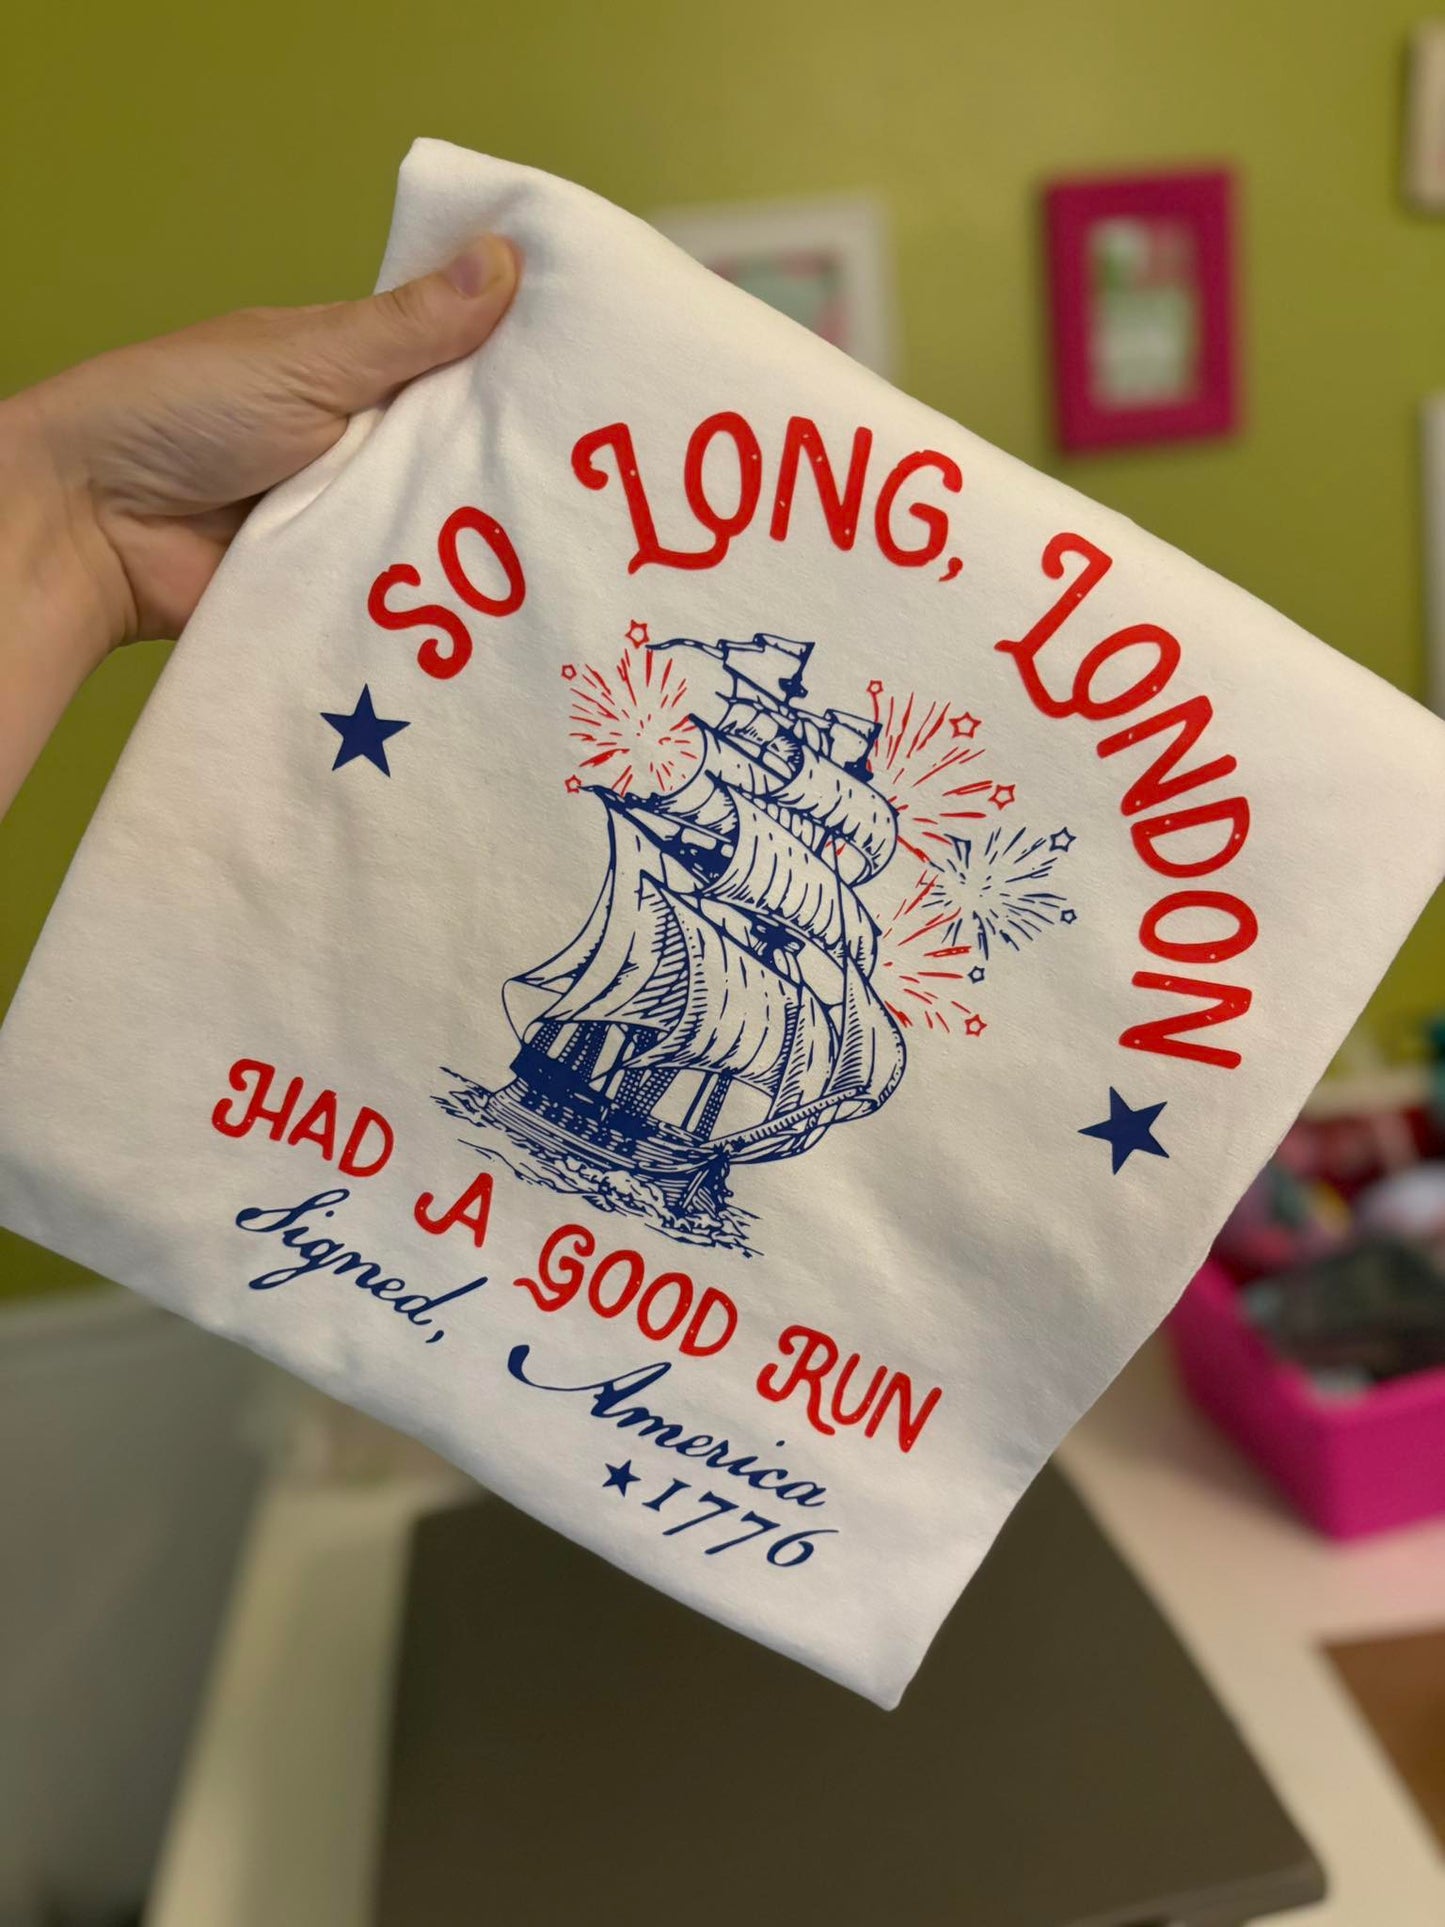 SO LONG, LONDON
HAD A GOOD RUN
Signed, America
★1776